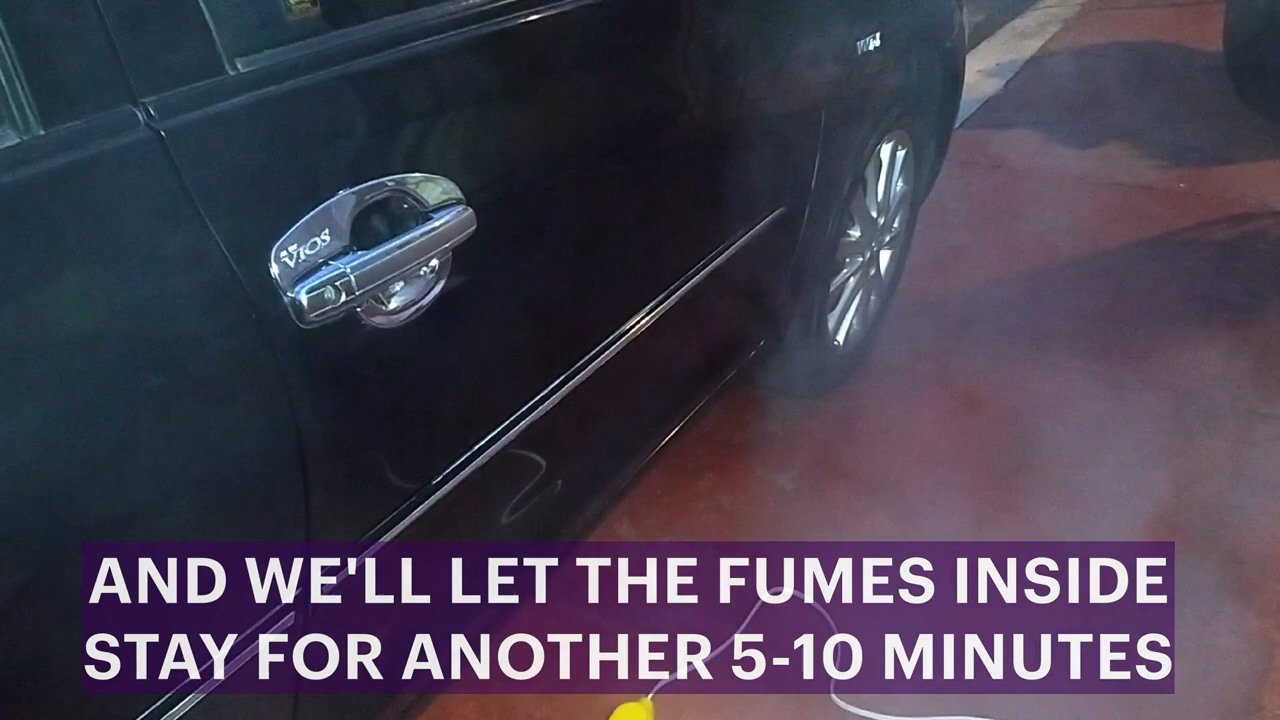 VIOS
AND WE'LL LET THE FUMES INSIDE
STAY FOR ANOTHER 5-10 MINUTES